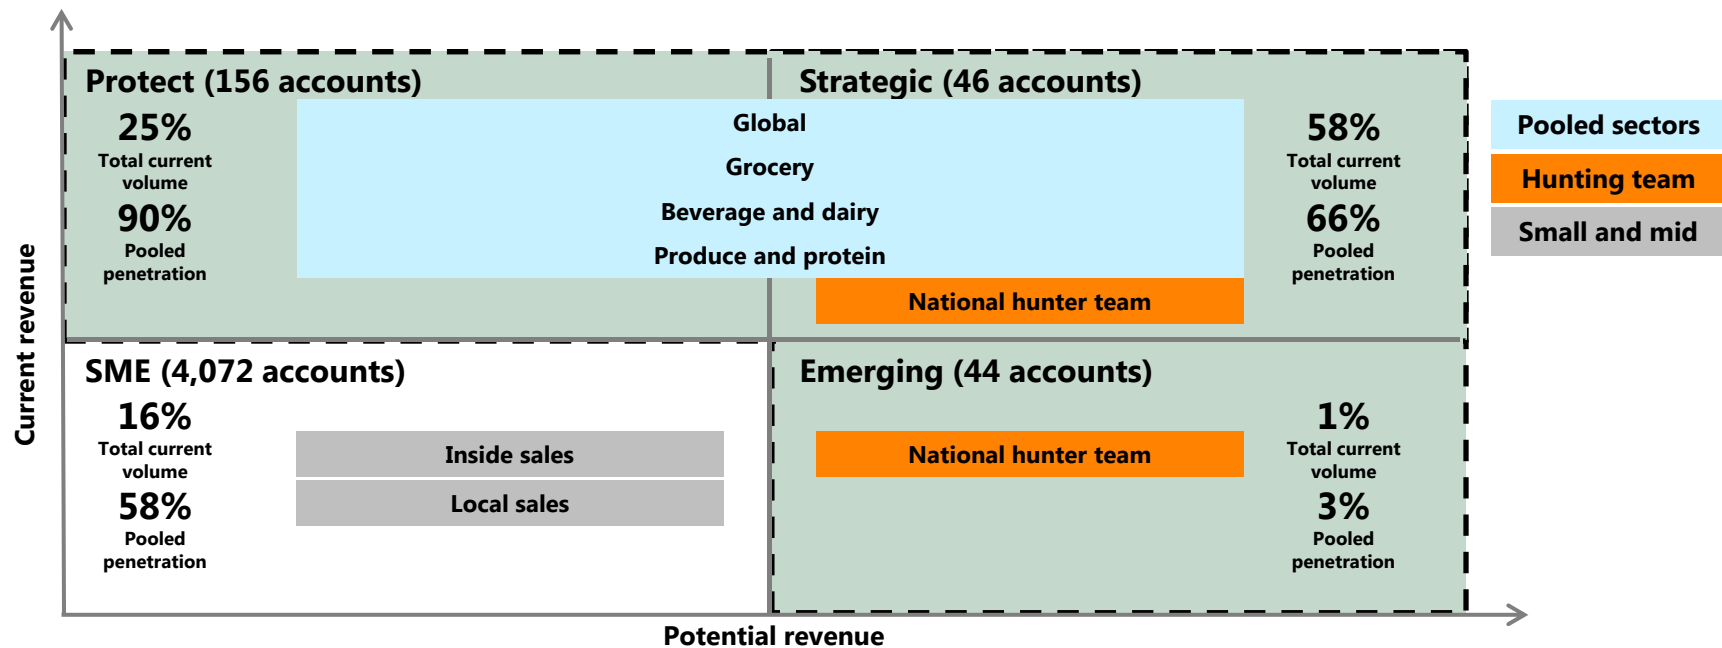 Protect (156 accounts)
25%
Total current
volume
90%
Pooled
penetration
Strategic (46 accounts)
58%
Total current
volume
66%
Pooled
penetration
Global
Grocery
Beverage and dairy
Produce and protein
National hunter team
SME (4,072 accounts)
16%
Total current
volume
58%
Pooled
penetration
Inside sales
Local sales
Emerging (44 accounts)
National hunter team
1%
Total current
volume
3%
Pooled
penetration
Pooled sectors
Hunting team
Small and mid
Current revenue
Potential revenue